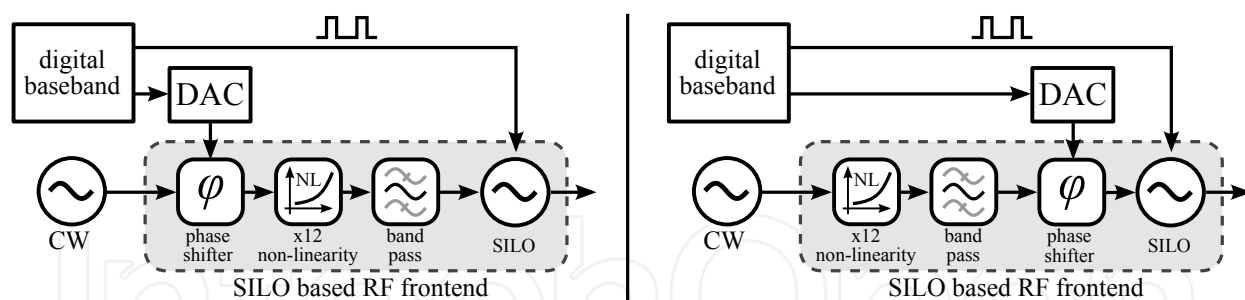 digital
baseband
DAC
φ
NL
CW
phase
shifter
x12
non-linearity
band
pass
SILO
SILO based RF frontend
digital
baseband
DAC
NL
φ
CW
x12
non-linearity
band
pass
phase
shifter
SILO
SILO based RF frontend